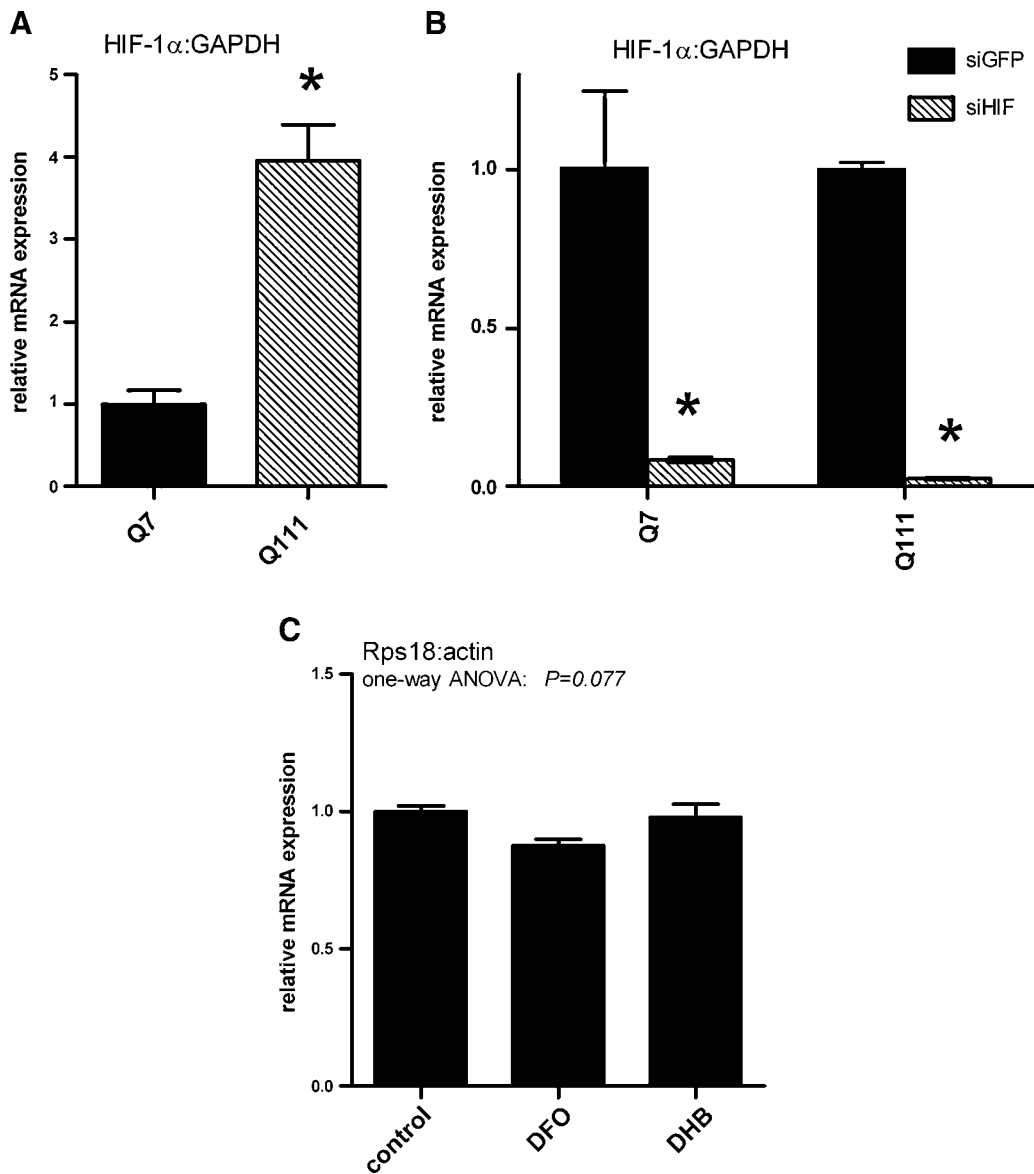 A
HIF-1α:GAPDH
relative mRNA expression
5
4
3
2
1
0
*
Q7
Q111
B
HIF-1α:GAPDH
siGFP
siHIF
relative mRNA expression
1.0
0.5
0.0
*
*
Q7
Q111
C
Rps18:actin
one-way ANOVA: P=0.077
relative mRNA expression
1.5
1.0
0.5
0.0
control
DFO
DHB